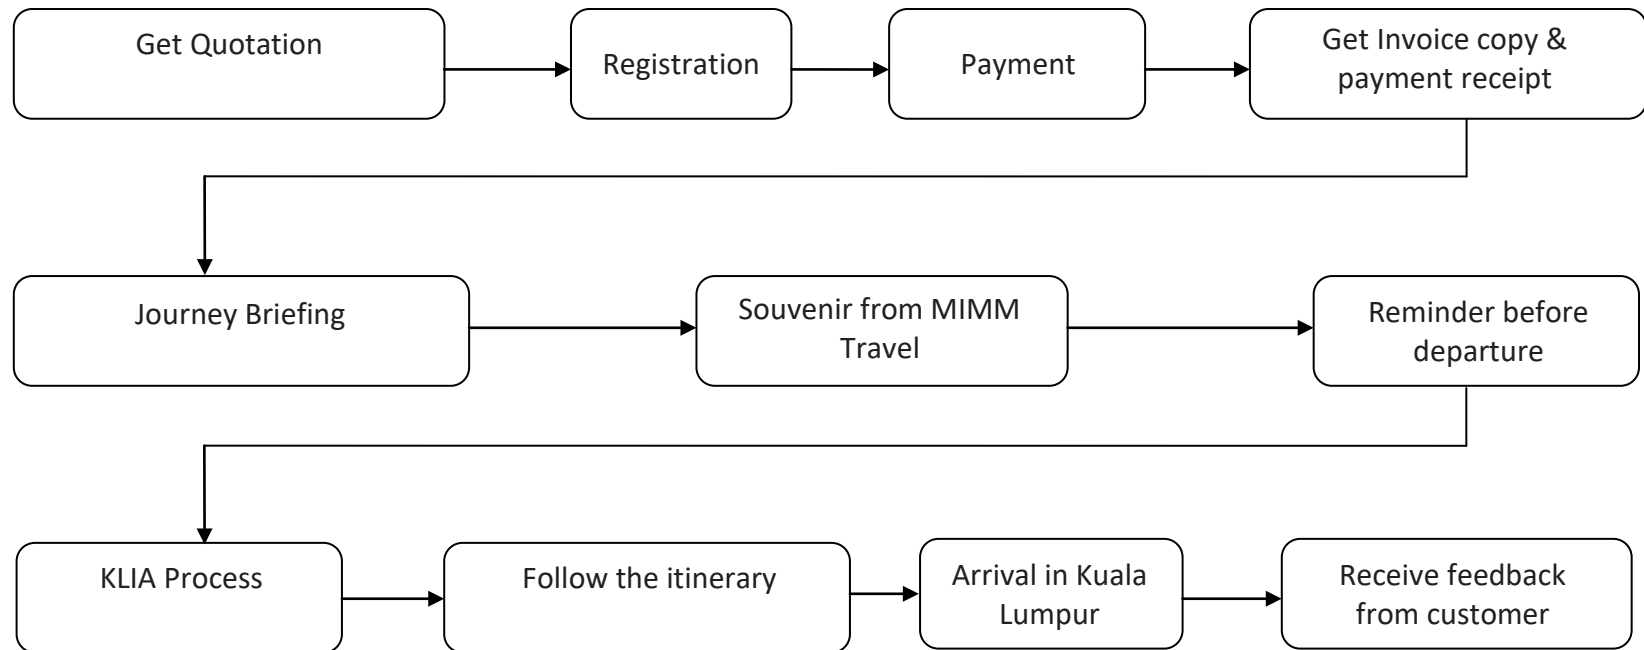 Get Quotation
Registration
Payment
Get Invoice copy &
payment receipt
Journey Briefing
Souvenir from MIMM
Travel
Reminder before
departure
KLIA Process
Follow the itinerary
Arrival in Kuala
Lumpur
Receive feedback
from customer